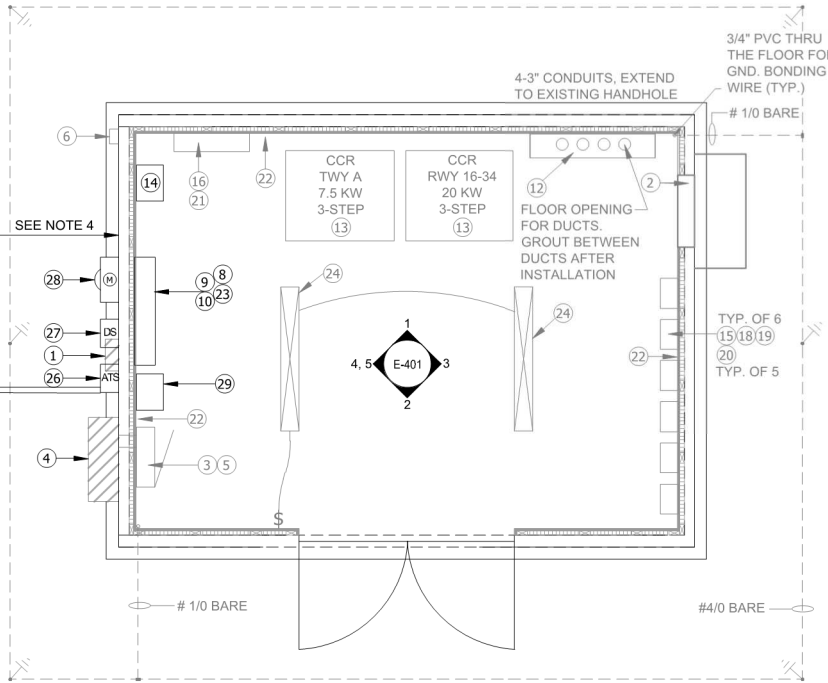 3/4" PVC THRU
THE FLOOR FOR
GND. BONDING
WIRE (TYP.)
4-3" CONDUITS, EXTEND
TO EXISTING HANDHOLE
# 1/0 BARE
6
14
16
21
22
CCR
TWY A
7.5 KW
3-STEP
13
CCR
RWY 16-34
20 KW
3-STEP
13
12
2
FLOOR OPENING
FOR DUCTS.
GROUT BETWEEN
DUCTS AFTER
INSTALLATION
SEE NOTE 4
28
M
9
8
10
23
24
24
27
DS
1
26
ATS
29
22
4
3
5
1
4, 5
E-401
3
2
TYP. OF 6
15
18
19
20
TYP. OF 5
22
S
# 1/0 BARE
#4/0 BARE